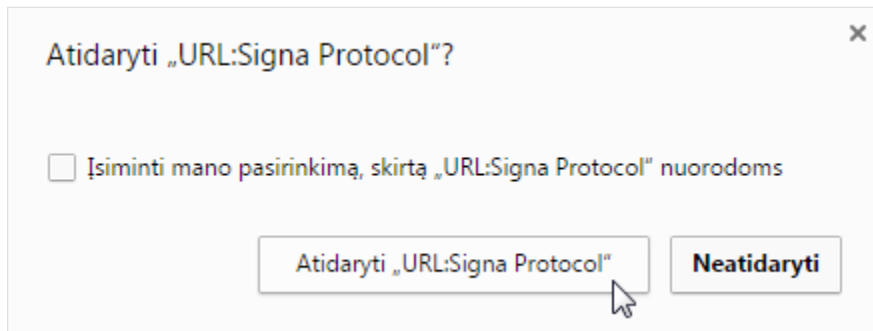 Atidaryti „URL:Signa Protocol“?
Įsiminti mano pasirinkimą, skirtą „URL:Signa Protocol“ nuorodoms
Atidaryti „URL:Signa Protocol“
Neatidaryti